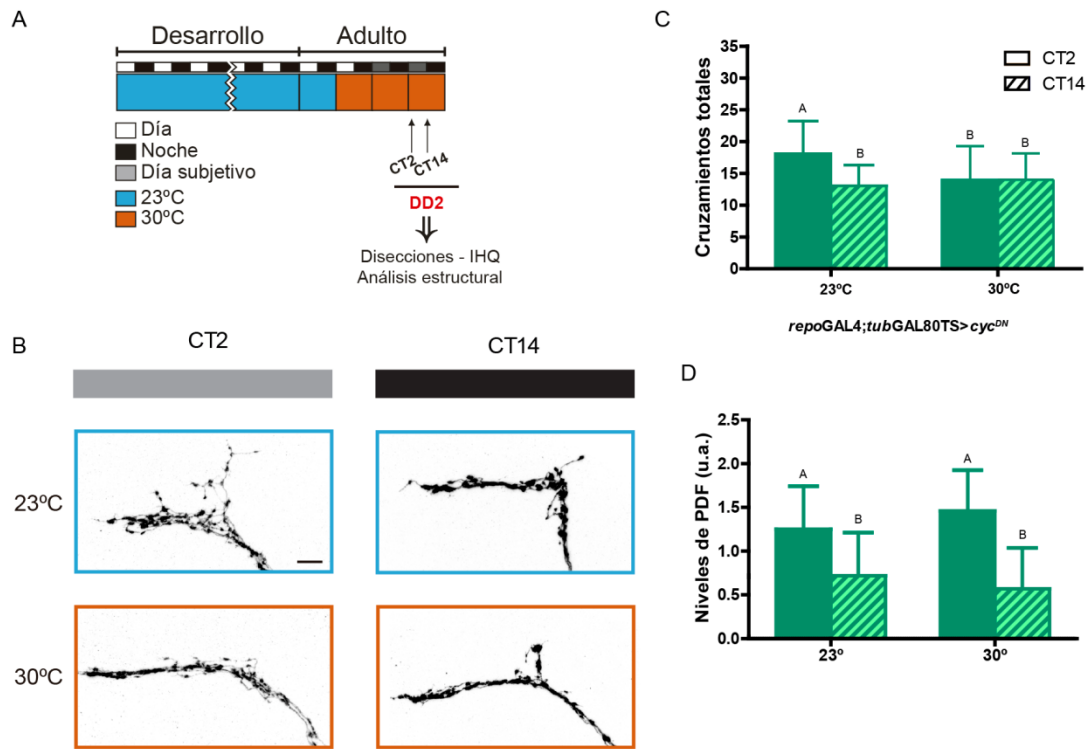 A
Desarrollo
Adulto
Día
Noche
Día subjetivo
23ºC
30ºC
CT2
CT14
DD2
Disecciones - IHQ
Análisis estructural
B
CT2
CT14
23ºC
30ºC
C
Cruzamientos totales
35
30
25
20
15
10
5
0
CT2
CT14
A
B
B
B
23ºC
30ºC
repoGAL4;tubGAL80TS>cycDN
D
Niveles de PDF (u.a.)
2.5
2.0
1.5
1.0
0.5
0.0
A
B
A
B
23º
30º